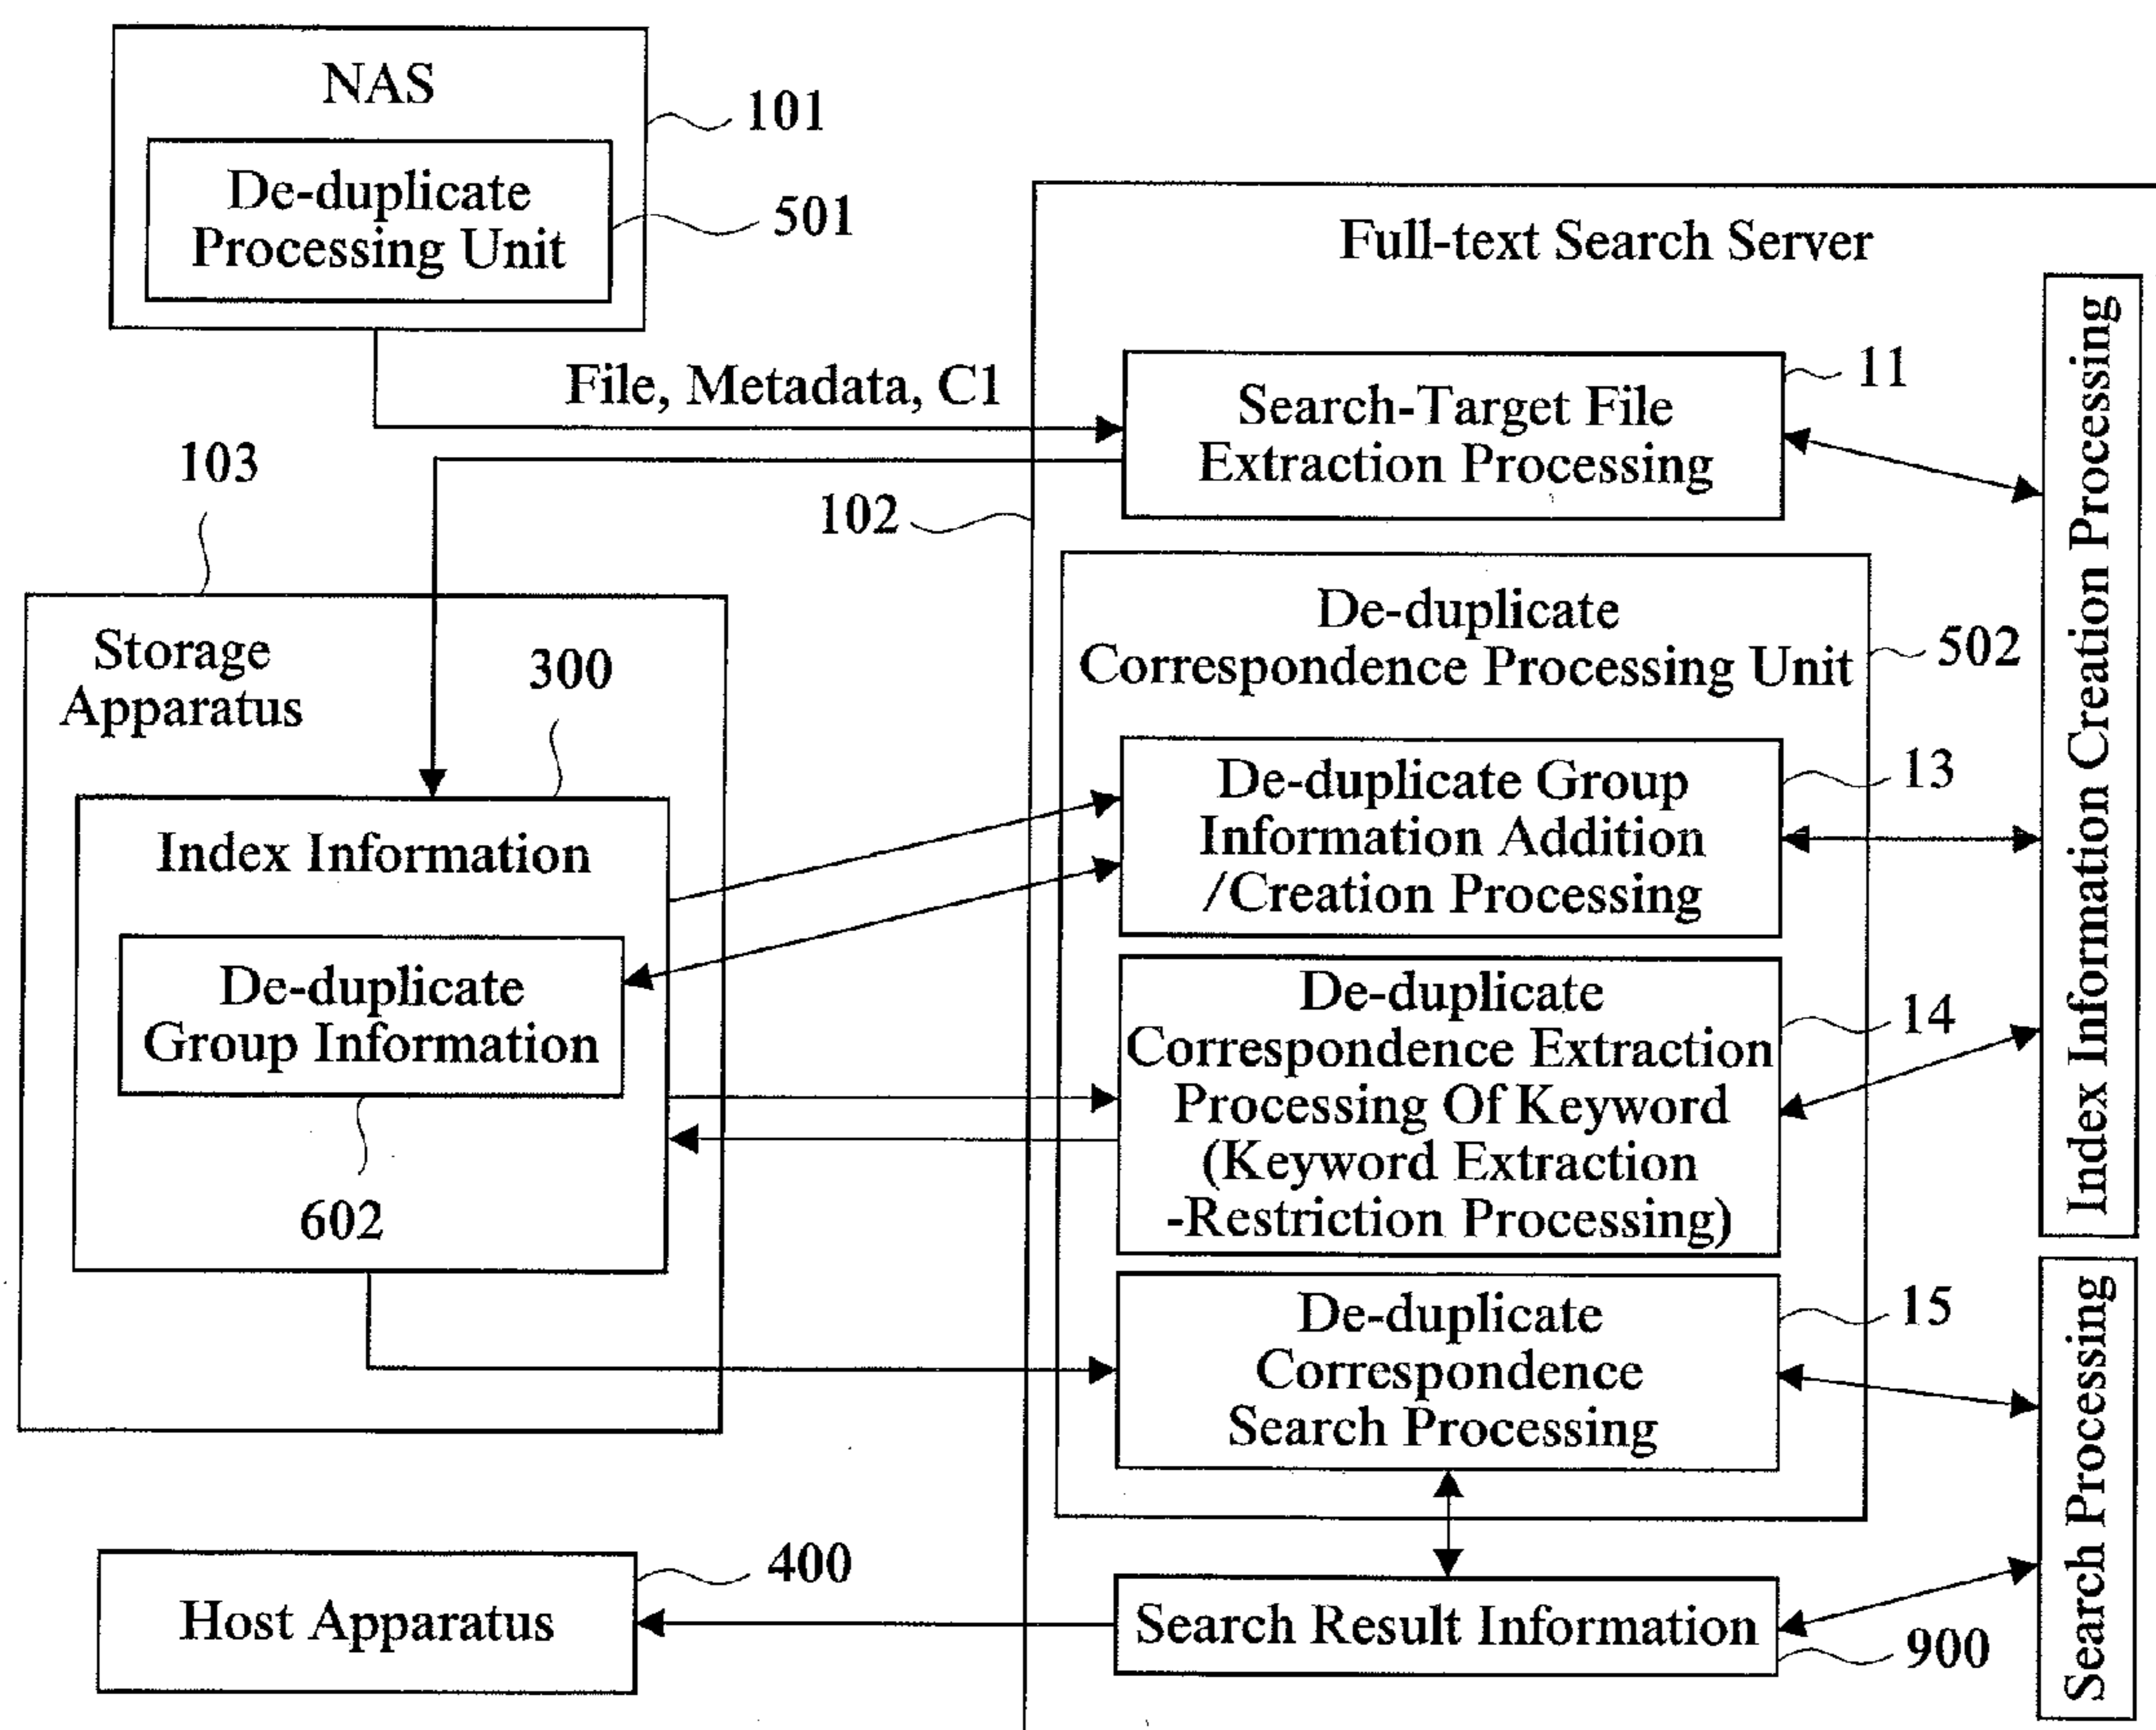 NAS
101
De-duplicate
Processing Unit
501
Full-text Search Server
File, Metadata, C1
11
Search-Target File
Extraction Processing
103
102
Index Information Creation Processing
Storage
Apparatus
300
De-duplicate
Correspondence Processing Unit
502
Index Information
De-duplicate Group
Information Addition
/Creation Processing
13
De-duplicate
Group Information
602
De-duplicate
Correspondence Extraction
Processing Of Keyword
(Keyword Extraction
-Restriction Processing)
14
De-duplicate
Correspondence
Search Processing
15
Search Processing
Host Apparatus
400
Search Result Information
900